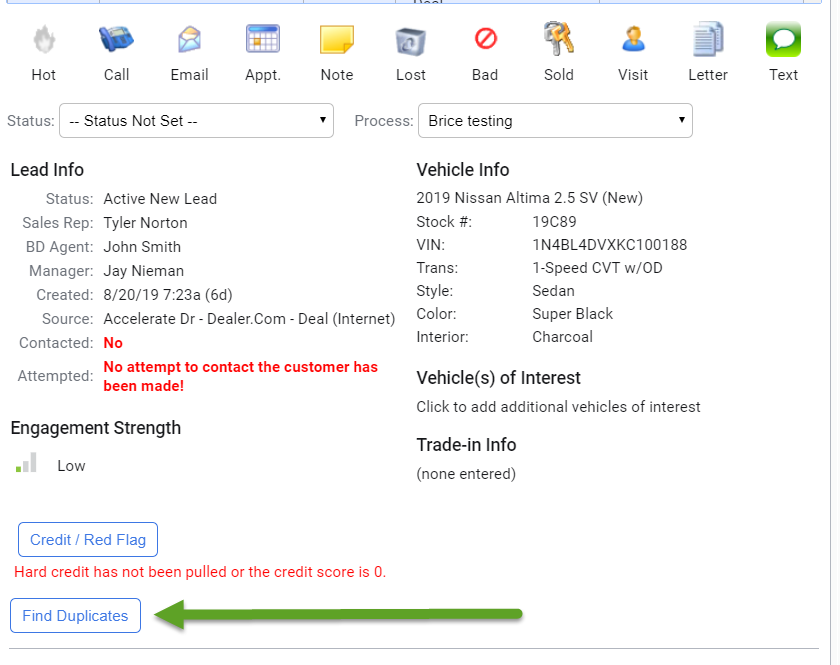 Hot Call Email Appt. Note Lost Bad Sold Visit Letter Text
Status: -- Status Not Set -- Process: Brice testing
Lead Info
Status: Active New Lead
Sales Rep: Tyler Norton
BD Agent: John Smith
Manager: Jay Nieman
Created: 8/20/19 7:23a (6d)
Source: Accelerate Dr - Dealer.Com - Deal (Internet)
Contacted: No
Attempted: No attempt to contact the customer has
been made!
Engagement Strength
Low
Vehicle Info
2019 Nissan Altima 2.5 SV (New)
Stock #: 19C89
VIN: 1N4BL4DVXKC100188
Trans: 1-Speed CVT w/OD
Style: Sedan
Color: Super Black
Interior: Charcoal
Vehicle(s) of Interest
Click to add additional vehicles of interest
Trade-in Info
(none entered)
Credit / Red Flag
Hard credit has not been pulled or the credit score is 0.
Find Duplicates